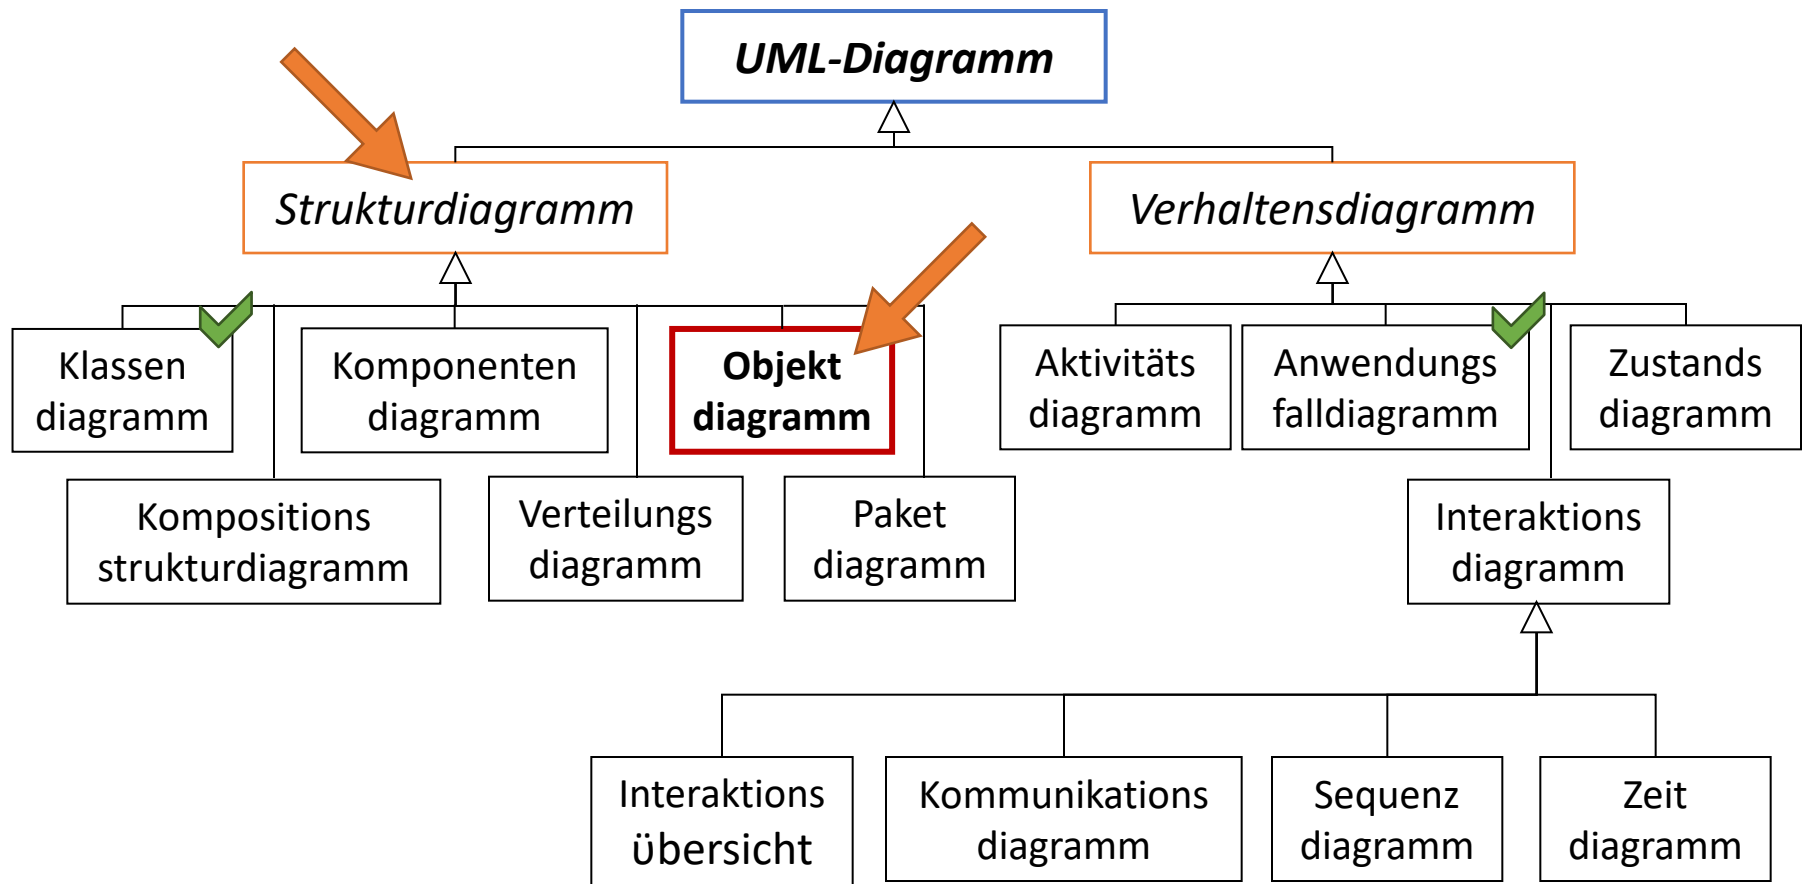 UML-Diagramm
Strukturdiagramm
Verhaltensdiagramm
Klassen
diagramm
Komponenten
diagramm
Objekt
diagramm
Aktivitäts
diagramm
Anwendungs
falldiagramm
Zustands
diagramm
Kompositions
strukturdiagramm
Verteilungs
diagramm
Paket
diagramm
Interaktions
diagramm
Interaktions
übersicht
Kommunikations
diagramm
Sequenz
diagramm
Zeit
diagramm